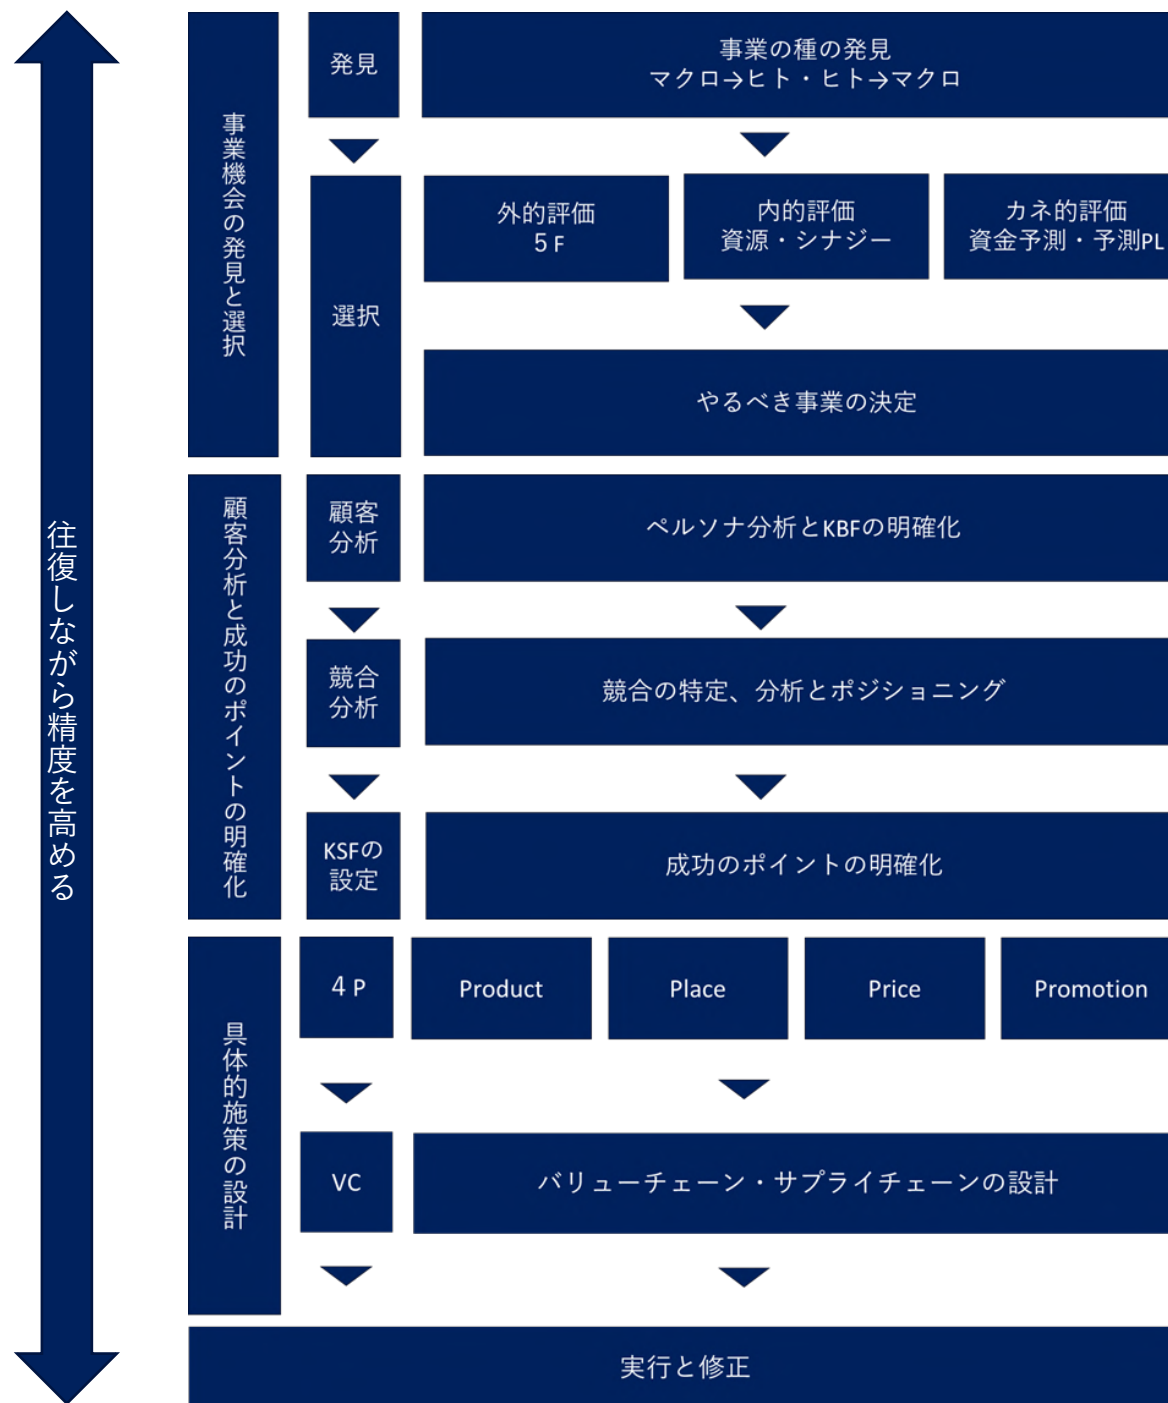 往復しながら精度を高める
事業機会の発見と選択
発見
事業の種の発見
マクロ→ヒト・ヒト→マクロ
選択
外的評価
５F
内的評価
資源・シナジー
カネ的評価
資金予測・予測PL
やるべき事業の決定
顧客分析と成功のポイントの明確化
顧客
分析
ペルソナ分析とKBFの明確化
競合
分析
競合の特定、分析とポジショニング
KSFの
設定
成功のポイントの明確化
具体的施策の設計
４P
Product
Place
Price
Promotion
VC
バリューチェーン・サプライチェーンの設計
実行と修正